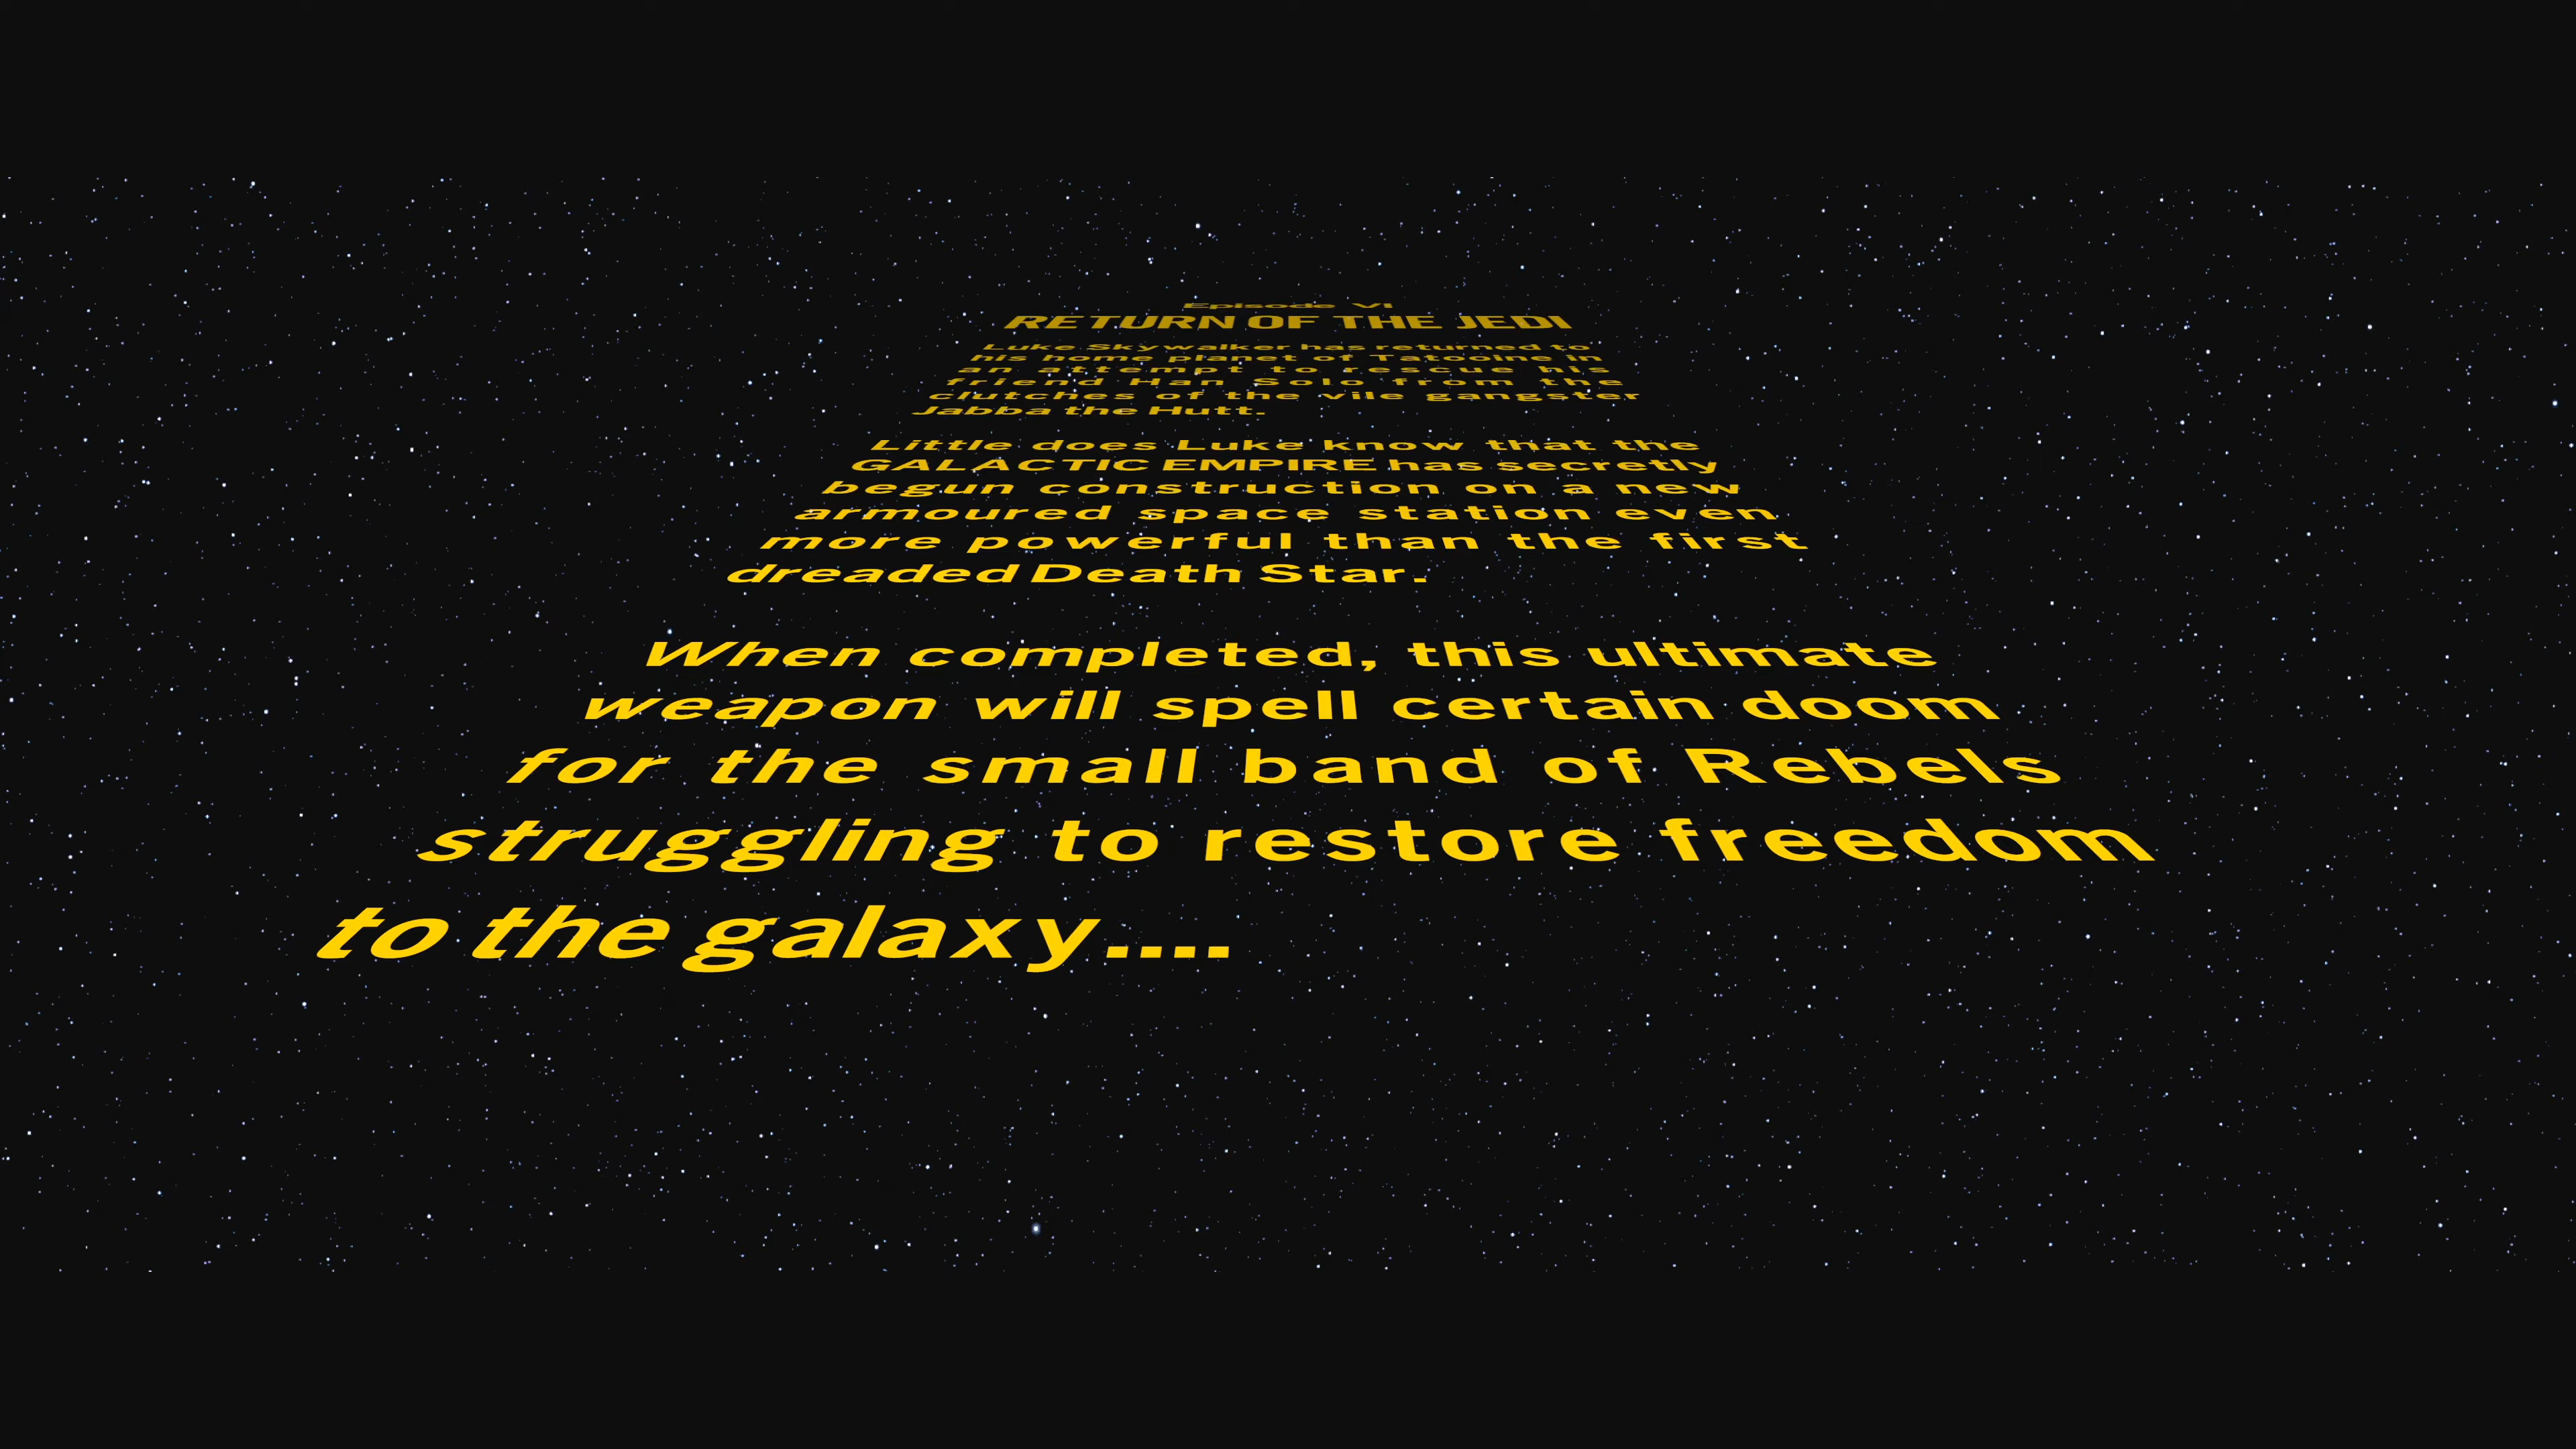 Episode VI
RETURN OF THE JEDI
Luke Skywalker has returned to
his home planet of Tatooine in
an attempt to rescue his
friend Han Solo from the
clutches of the vile gangster
Jabba the Hutt.
Little does Luke know that the
GALACTIC EMPIRE has secretly
begun construction on a new
armoured space station even
more powerful than the first
dreaded Death Star.
When completed, this ultimate
weapon will spell certain doom
for the small band of Rebels
struggling to restore freedom
to the galaxy....